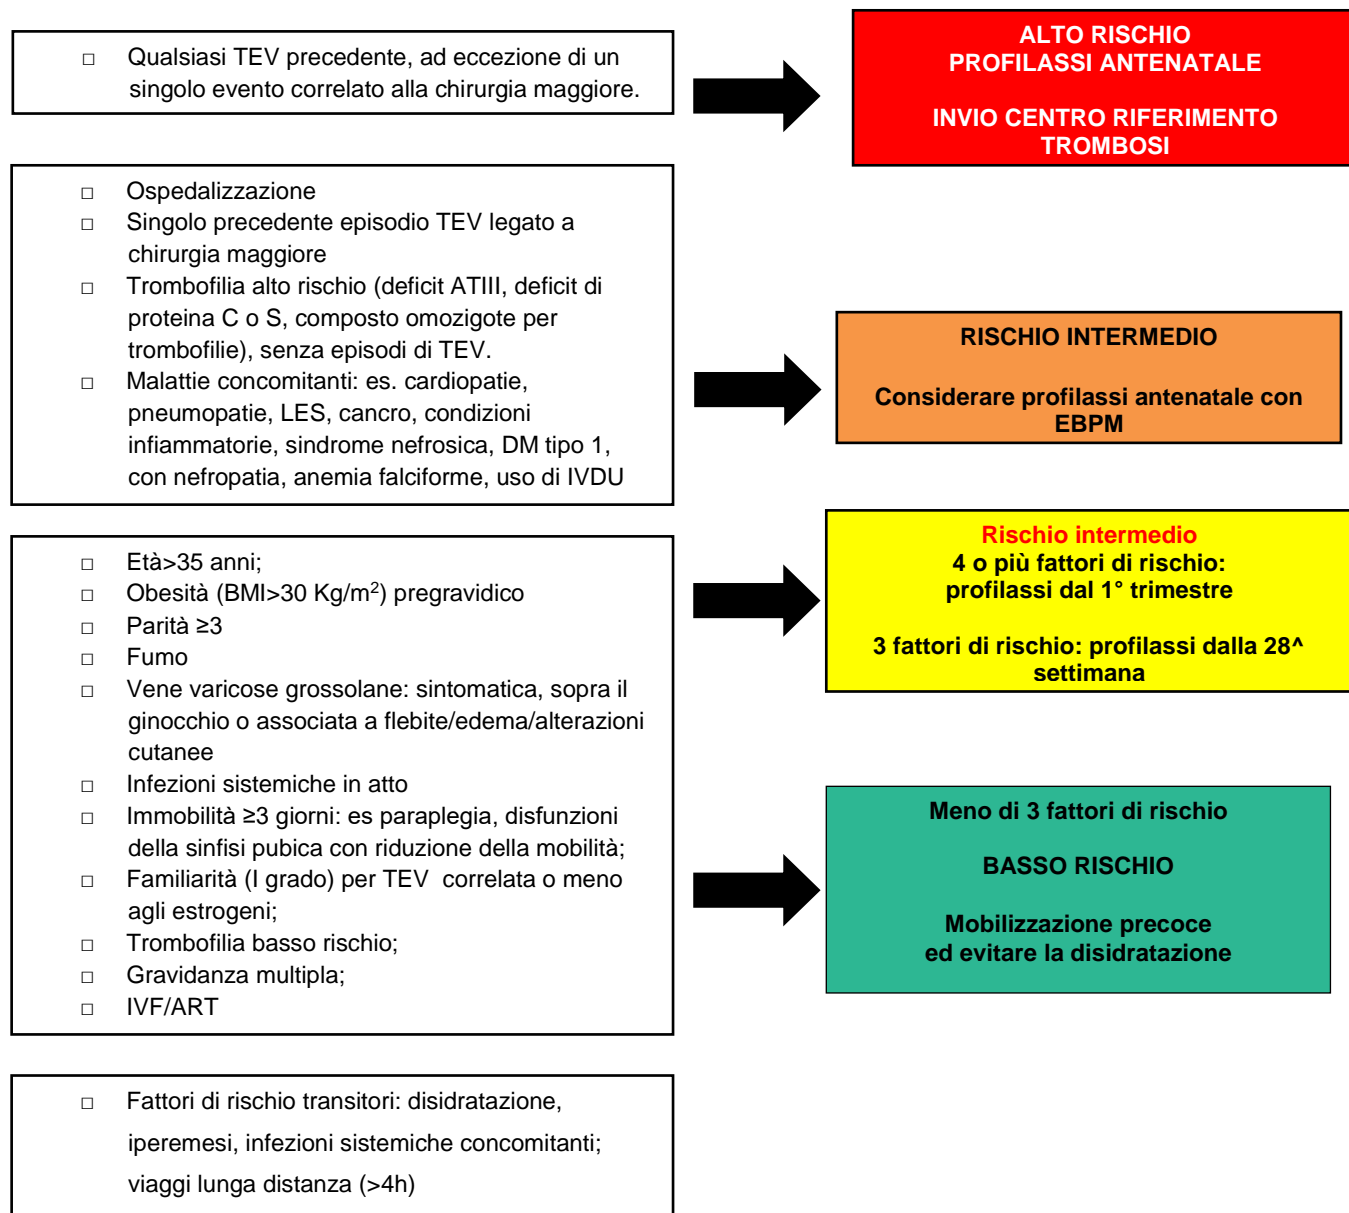 □ Qualsiasi TEV precedente, ad eccezione di un
singolo evento correlato alla chirurgia maggiore.
ALTO RISCHIO
PROFILASSI ANTENATALE
INVIO CENTRO RIFERIMENTO
TROMBOSI
□ Ospedalizzazione
□ Singolo precedente episodio TEV legato a
chirurgia maggiore
□ Trombofilia alto rischio (deficit ATIII, deficit di
proteina C o S, composto omozigote per
trombofilie), senza episodi di TEV.
□ Malattie concomitanti: es. cardiopatie,
pneumopatie, LES, cancro, condizioni
infiammatorie, sindrome nefrosica, DM tipo 1,
con nefropatia, anemia falciforme, uso di IVDU
RISCHIO INTERMEDIO
Considerare profilassi antenatale con
EBPM
□ Età>35 anni;
□ Obesità (BMI>30 Kg/m²) pregravidico
□ Parità ≥3
□ Fumo
□ Vene varicose grossolane: sintomatica, sopra il
ginocchio o associata a flebite/edema/alterazioni
cutanee
□ Infezioni sistemiche in atto
□ Immobilità ≥3 giorni: es paraplegia, disfunzioni
della sinfisi pubica con riduzione della mobilità;
□ Familiarità (I grado) per TEV correlata o meno
agli estrogeni;
□ Trombofilia basso rischio;
□ Gravidanza multipla;
□ IVF/ART
Rischio intermedio
4 o più fattori di rischio:
profilassi dal 1° trimestre
3 fattori di rischio: profilassi dalla 28^
settimana
Meno di 3 fattori di rischio
BASSO RISCHIO
Mobilizzazione precoce
ed evitare la disidratazione
□ Fattori di rischio transitori: disidratazione,
iperemesi, infezioni sistemiche concomitanti;
viaggi lunga distanza (>4h)